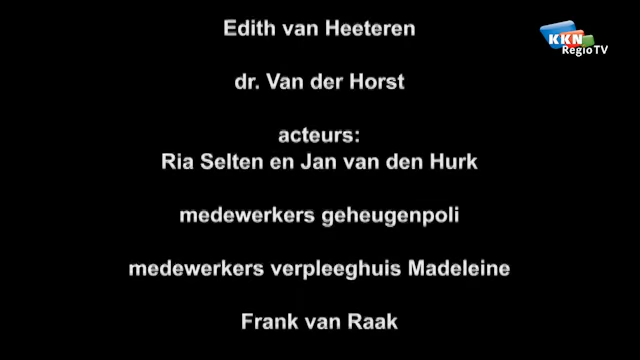 Edith van Heeteren
KKN
RegioTV
dr. Van der Horst
acteurs:
Ria Selten en Jan van den Hurk
medewerkers geheugenpoli
medewerkers verpleeghuis Madeleine
Frank van Raak